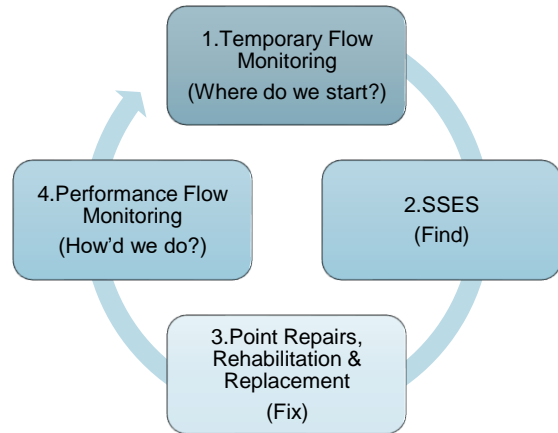 1.Temporary Flow
Monitoring
(Where do we start?)
2.SSES
(Find)
3.Point Repairs,
Rehabilitation &
Replacement
(Fix)
4.Performance Flow
Monitoring
(How'd we do?)